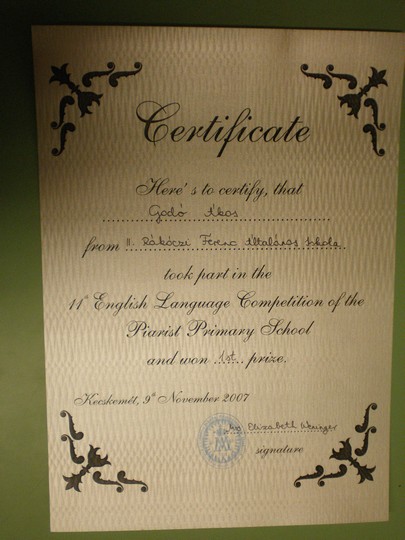 Certificate
Here's to certify, that
Godó Ákos
from II. Rákóczi Ferenc Általános Iskola
took part in the
11th English Language Competition of the
Piarist Primary School
and won 1st prize.
Kecskemét, 9th November 2007
Elizabeth
signature